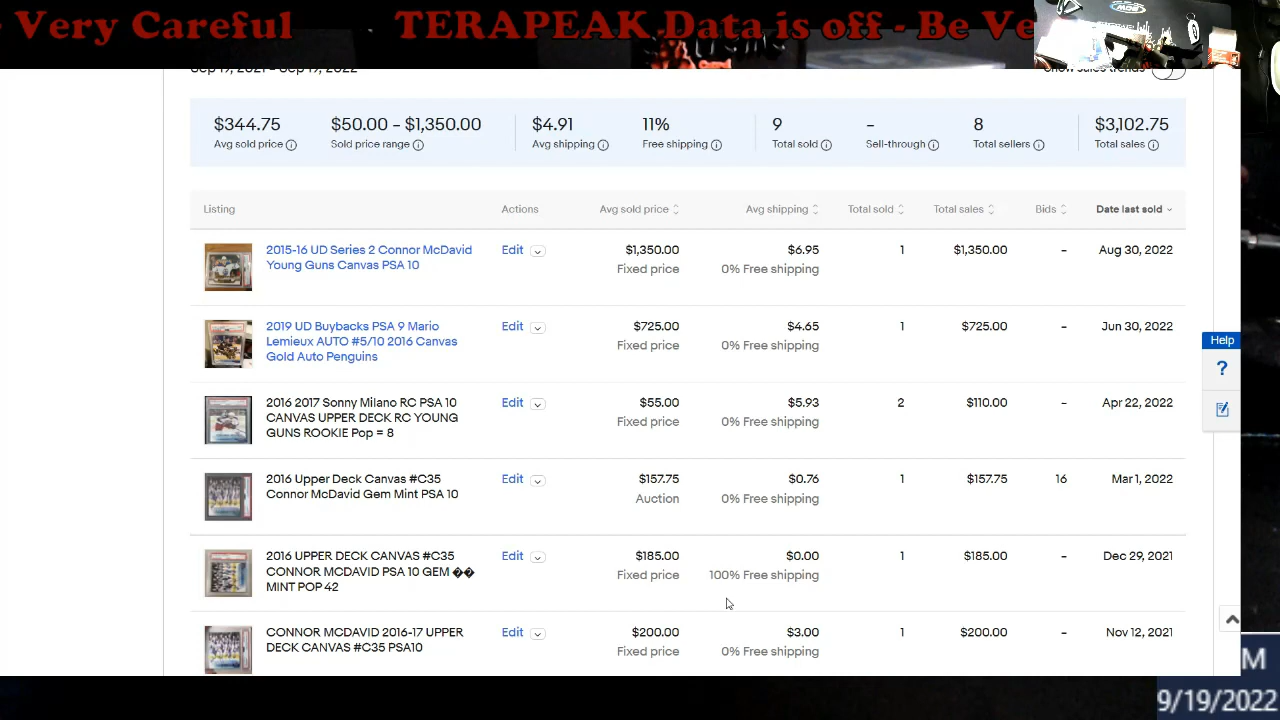 Very Careful TERAPEAK Data is off - Be Ve
Sep 19, 2021 - Sep 19, 2022 Show sales trends
$344.75 $50.00 – $1,350.00 $4.91 11% 9 – 8 $3,102.75
Avg sold price Sold price range Avg shipping Free shipping Total sold Sell-through Total sellers Total sales
Listing Actions Avg sold price Avg shipping Total sold Total sales Bids Date last sold
2015-16 UD Series 2 Connor McDavid Edit $1,350.00 $6.95 1 $1,350.00 – Aug 30, 2022
Young Guns Canvas PSA 10 Fixed price 0% Free shipping
2019 UD Buybacks PSA 9 Mario Edit $725.00 $4.65 1 $725.00 – Jun 30, 2022
Lemieux AUTO #5/10 2016 Canvas Fixed price 0% Free shipping
Gold Auto Penguins
2016 2017 Sonny Milano RC PSA 10 Edit $55.00 $5.93 2 $110.00 – Apr 22, 2022
CANVAS UPPER DECK RC YOUNG Fixed price 0% Free shipping
GUNS ROOKIE Pop = 8
2016 Upper Deck Canvas #C35 Edit $157.75 $0.76 1 $157.75 16 Mar 1, 2022
Connor McDavid Gem Mint PSA 10 Auction 0% Free shipping
2016 UPPER DECK CANVAS #C35 Edit $185.00 $0.00 1 $185.00 – Dec 29, 2021
CONNOR MCDAVID PSA 10 GEM �� Fixed price 100% Free shipping
MINT POP 42
CONNOR MCDAVID 2016-17 UPPER Edit $200.00 $3.00 1 $200.00 – Nov 12, 2021
DECK CANVAS #C35 PSA10 Fixed price 0% Free shipping
Help
?
M
9/19/2022